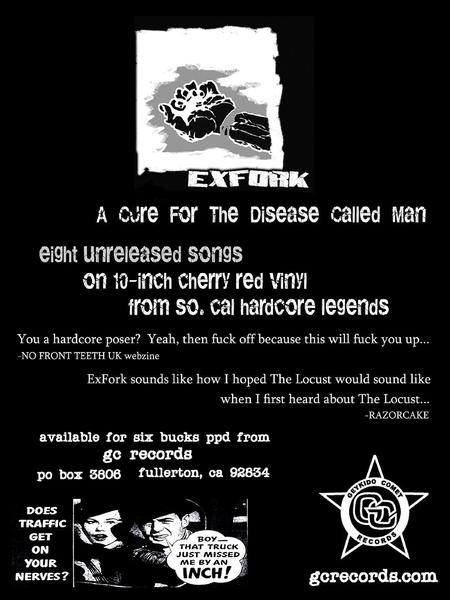 EXFORK
A Cure For The Disease Called Man
eight unreleased songs
on 10-inch cherry red vinyl
from so. cal hardcore legends
You a hardcore poser? Yeah, then fuck off because this will fuck you up...
-NO FRONT TEETH UK webzine
ExFork sounds like how I hoped The Locust would sound like
when I first heard about The Locust...
-RAZORCAKE
available for six bucks ppd from
gc records
po box 3806 fullerton, ca 92834
DOES
TRAFFIC
GET
ON
YOUR
NERVES?
BOY—
THAT TRUCK
JUST MISSED
ME BY AN
INCH!
GEYKIDO COMET
GC
RECORDS
gcrecords.com